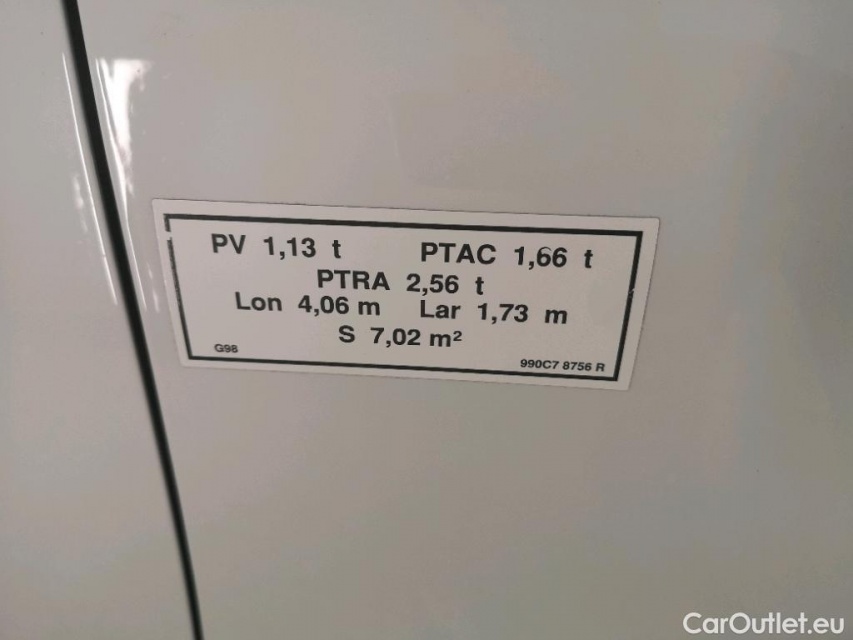 PV 1,13 t PTAC 1,66 t
PTRA 2,56 t
Lon 4,06 m Lar 1,73 m
S 7,02 m²
G98 990C7 8756 R
CarOutlet.eu